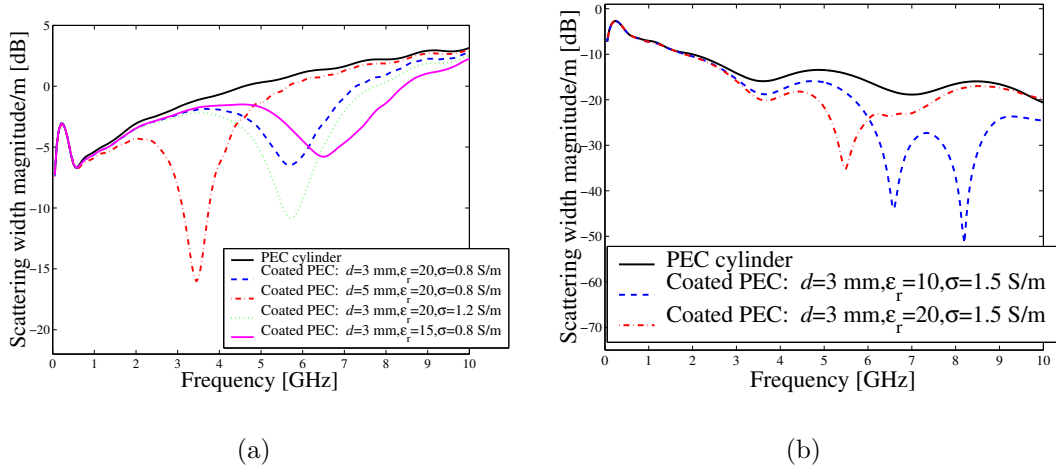 5
0
−5
−10
−15
−20
0 1 2 3 4 5 6 7 8 9 10
Scattering width magnitude/m [dB]
Frequency [GHz]
PEC cylinder
Coated PEC: d=3 mm,εr=20,σ=0.8 S/m
Coated PEC: d=5 mm,εr=20,σ=0.8 S/m
Coated PEC: d=3 mm,εr=20,σ=1.2 S/m
Coated PEC: d=3 mm,εr=15,σ=0.8 S/m
(a)
0
−10
−20
−30
−40
−50
−60
−70
0 1 2 3 4 5 6 7 8 9 10
Scattering width magnitude/m [dB]
Frequency [GHz]
PEC cylinder
Coated PEC: d=3 mm,εr=10,σ=1.5 S/m
Coated PEC: d=3 mm,εr=20,σ=1.5 S/m
(b)